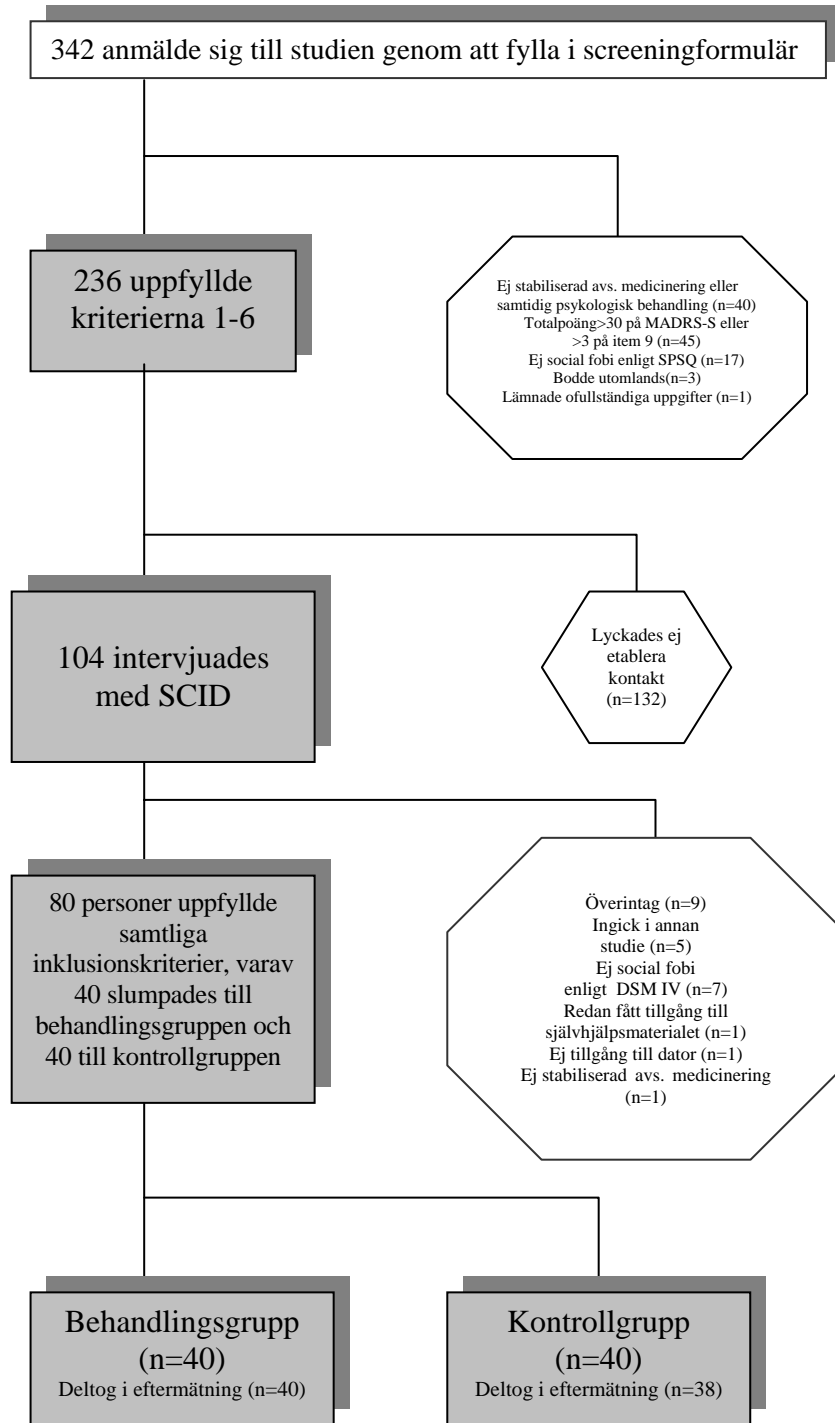 342 anmälde sig till studien genom att fylla i screeningformulär
236 uppfyllde
kriterierna 1-6
Ej stabiliserad avs. medicinering eller
samtidig psykologisk behandling (n=40)
Totalpoäng>30 på MADRS-S eller
>3 på item 9 (n=45)
Ej social fobi enligt SPSQ (n=17)
Bodde utomlands(n=3)
Lämnade ofullständiga uppgifter (n=1)
104 intervjuades
med SCID
Lyckades ej
etablera
kontakt
(n=132)
80 personer uppfyllde
samtliga
inklusionskriterier, varav
40 slumpades till
behandlingsgruppen och
40 till kontrollgruppen
Överintag (n=9)
Ingick i annan
studie (n=5)
Ej social fobi
enligt DSM IV (n=7)
Redan fått tillgång till
självhjälpsmaterialet (n=1)
Ej tillgång till dator (n=1)
Ej stabiliserad avs. medicinering
(n=1)
Behandlingsgrupp
(n=40)
Deltog i eftermätning (n=40)
Kontrollgrupp
(n=40)
Deltog i eftermätning (n=38)